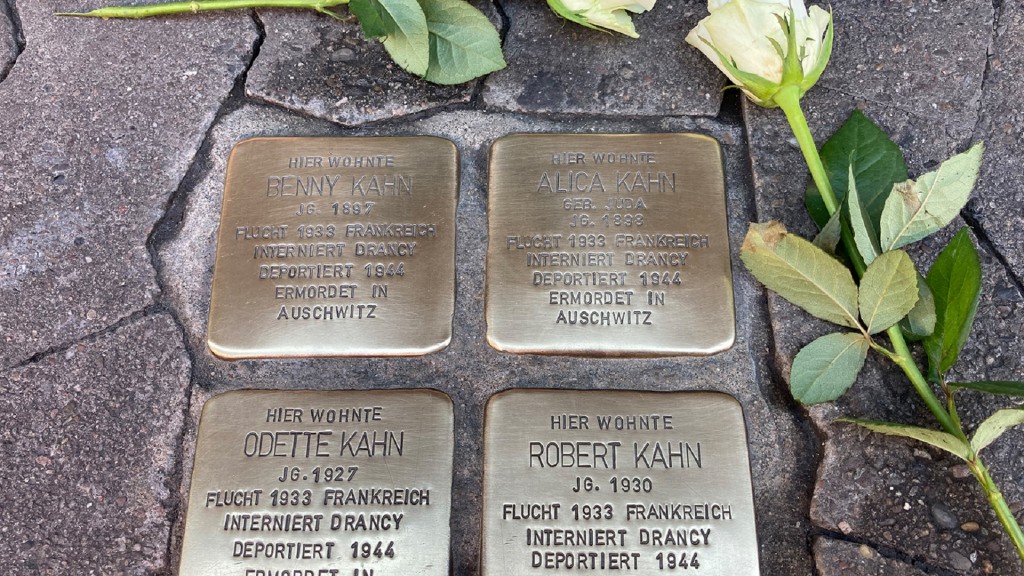 HIER WOHNTE
BENNY KAHN
JG. 1897
FLUCHT 1933 FRANKREICH
INTERNIERT DRANCY
DEPORTIERT 1944
ERMORDET IN
AUSCHWITZ
HIER WOHNTE
ALICA KAHN
GEB. JUDA
JG. 1898
FLUCHT 1933 FRANKREICH
INTERNIERT DRANCY
DEPORTIERT 1944
ERMORDET IN
AUSCHWITZ
HIER WOHNTE
ODETTE KAHN
JG. 1927
FLUCHT 1933 FRANKREICH
INTERNIERT DRANCY
DEPORTIERT 1944
ERMORDET IN
HIER WOHNTE
ROBERT KAHN
JG. 1930
FLUCHT 1933 FRANKREICH
INTERNIERT DRANCY
DEPORTIERT 1944